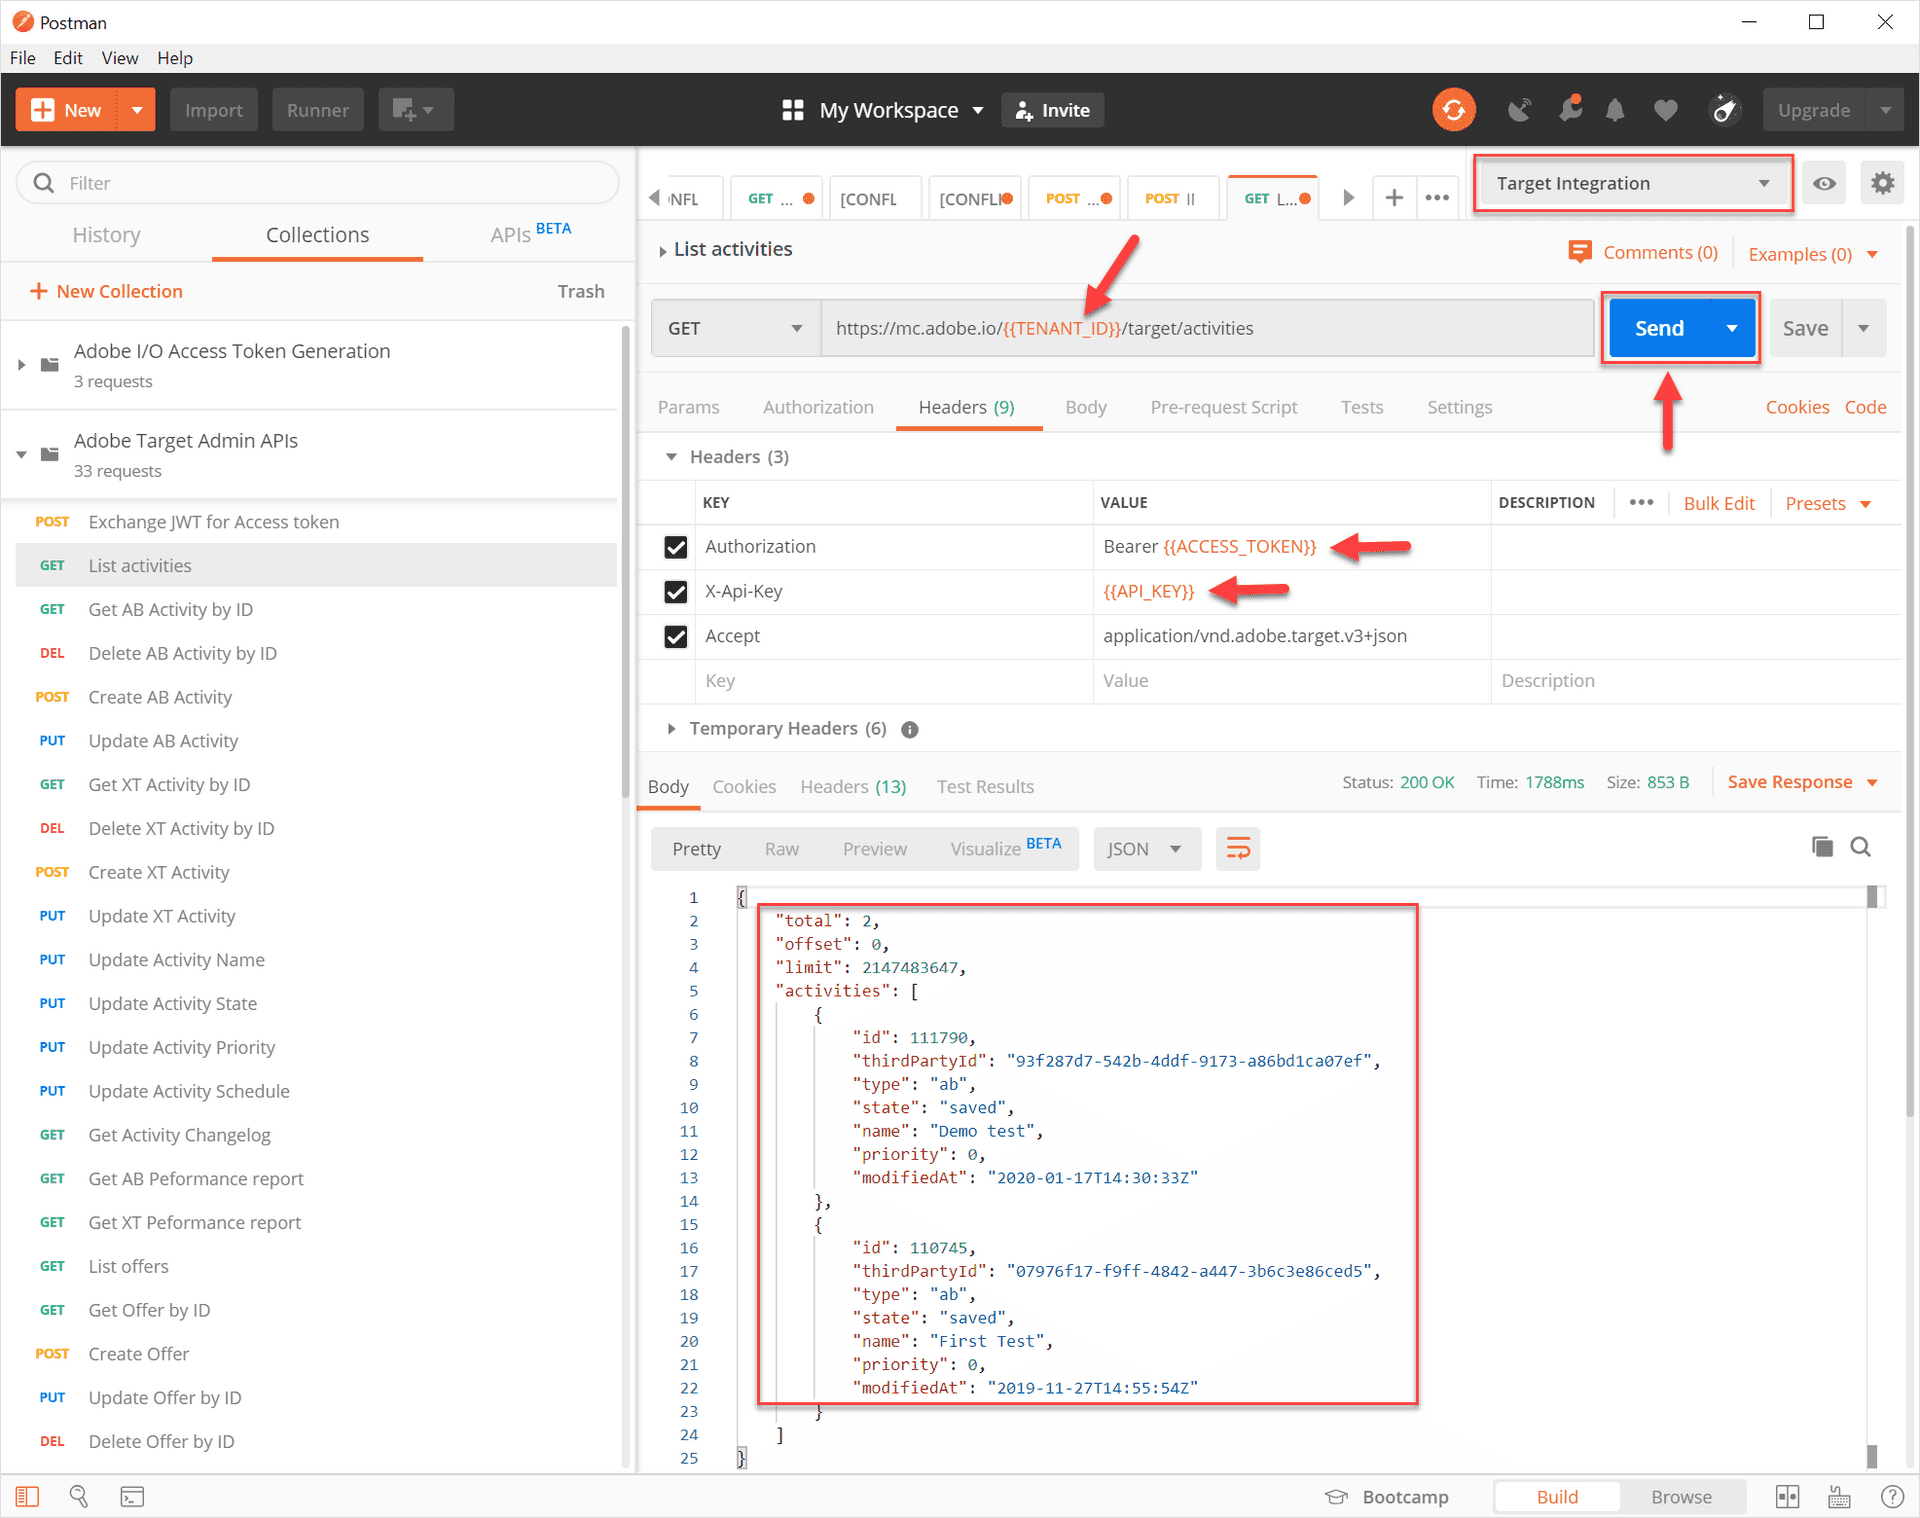 Postman
File Edit View Help
New Import Runner My Workspace Invite Upgrade
Filter
History Collections APIs BETA
New Collection Trash
Adobe I/O Access Token Generation
3 requests
Adobe Target Admin APIs
33 requests
POST Exchange JWT for Access token
GET List activities
GET Get AB Activity by ID
DEL Delete AB Activity by ID
POST Create AB Activity
PUT Update AB Activity
GET Get XT Activity by ID
DEL Delete XT Activity by ID
POST Create XT Activity
PUT Update XT Activity
PUT Update Activity Name
PUT Update Activity State
PUT Update Activity Priority
PUT Update Activity Schedule
GET Get Activity Changelog
GET Get AB Peformance report
GET Get XT Peformance report
GET List offers
GET Get Offer by ID
POST Create Offer
PUT Update Offer by ID
DEL Delete Offer by ID
NFL GET ... [CONFL [CONFLI POST ... POST || GET L... Target Integration
List activities Comments (0) Examples (0)
GET https://mc.adobe.io/{{TENANT_ID}}/target/activities Send Save
Params Authorization Headers (9) Body Pre-request Script Tests Settings Cookies Code
Headers (3)
KEY VALUE DESCRIPTION ••• Bulk Edit Presets
Authorization Bearer {{ACCESS_TOKEN}}
X-Api-Key {{API_KEY}}
Accept application/vnd.adobe.target.v3+json
Key Value Description
Temporary Headers (6)
Body Cookies Headers (13) Test Results Status: 200 OK Time: 1788ms Size: 853 B Save Response
Pretty Raw Preview Visualize BETA JSON
1 {
2 "total": 2,
3 "offset": 0,
4 "limit": 2147483647,
5 "activities": [
6 {
7 "id": 111790,
8 "thirdPartyId": "93f287d7-542b-4ddf-9173-a86bd1ca07ef",
9 "type": "ab",
10 "state": "saved",
11 "name": "Demo test",
12 "priority": 0,
13 "modifiedAt": "2020-01-17T14:30:33Z"
14 },
15 {
16 "id": 110745,
17 "thirdPartyId": "07976f17-f9ff-4842-a447-3b6c3e86ced5",
18 "type": "ab",
19 "state": "saved",
20 "name": "First Test",
21 "priority": 0,
22 "modifiedAt": "2019-11-27T14:55:54Z"
23 }
24 ]
25 }
Bootcamp Build Browse